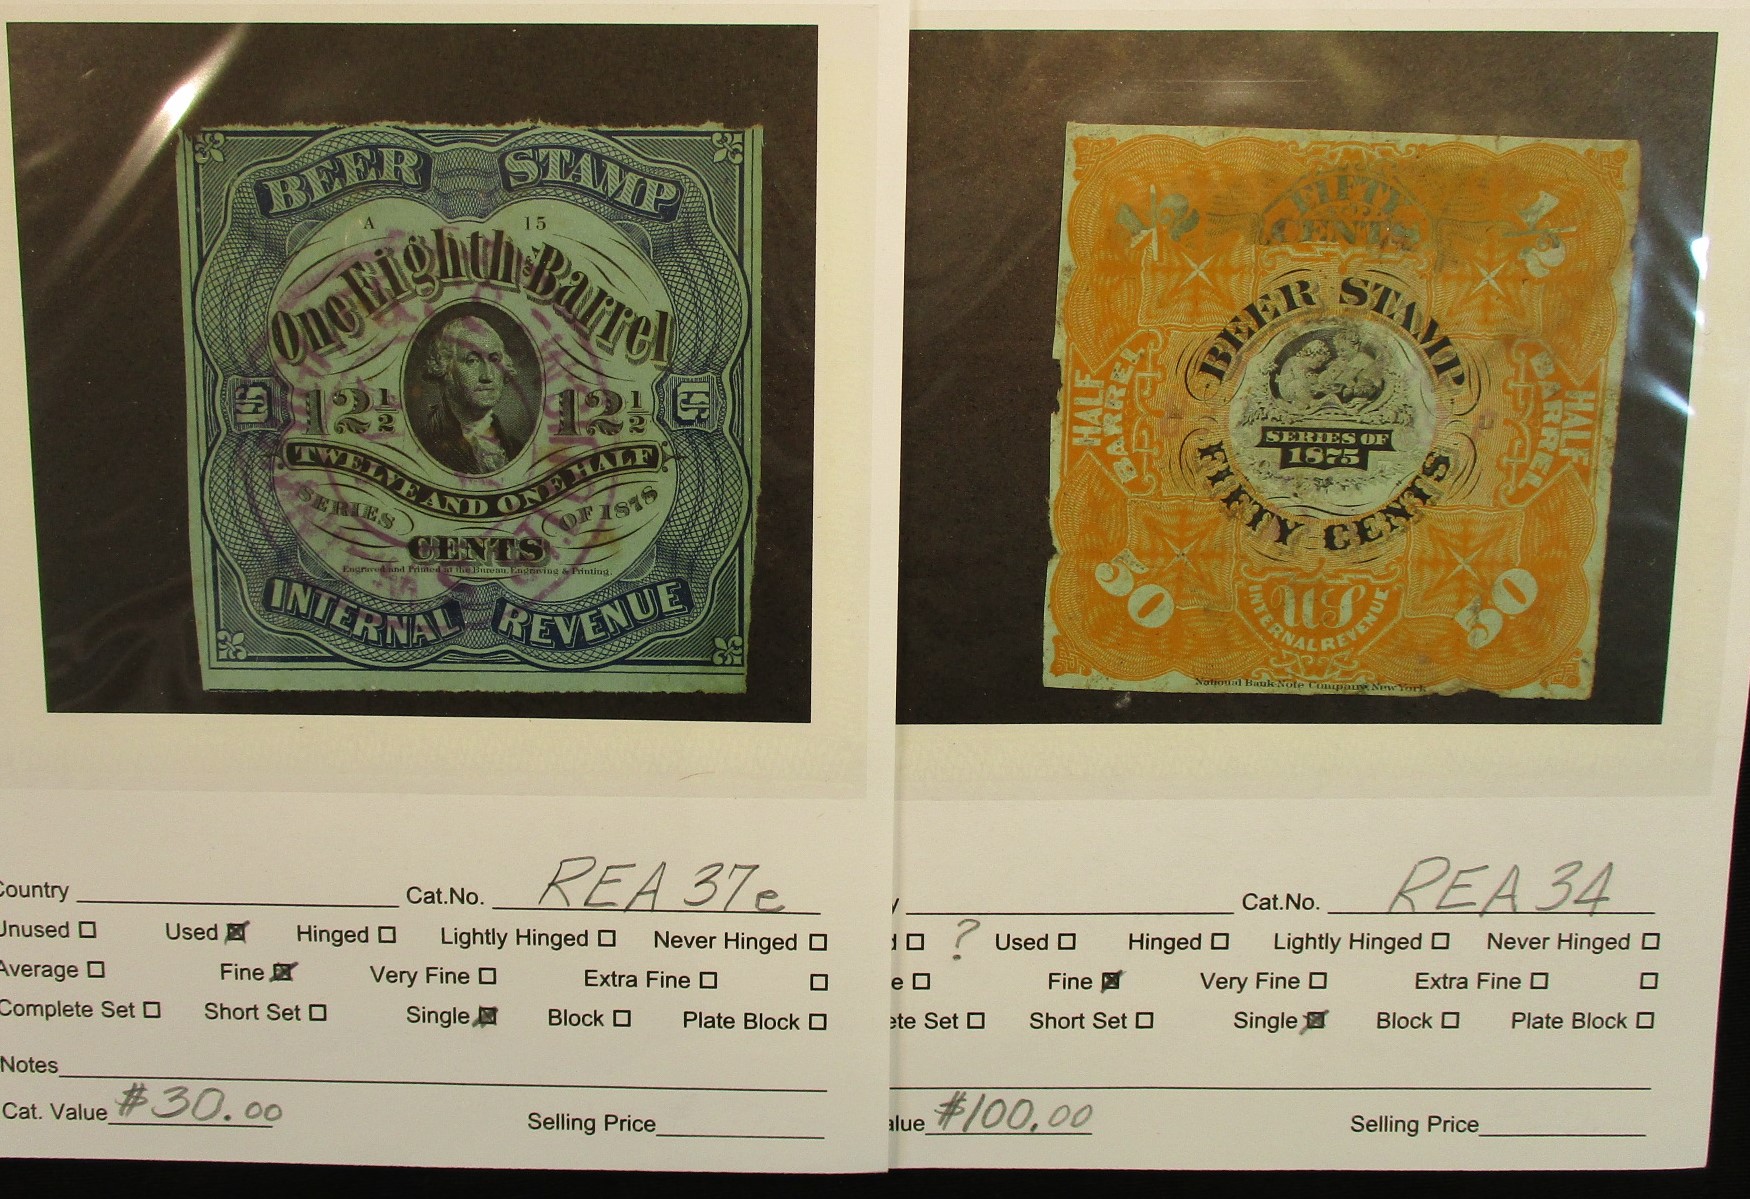 BEER STAMP
A 15
One Eighth Barrel
12½ 12½
US US
TWELVE AND ONE HALF
SERIES OF 1878
CENTS
Engraved and Printed at the Bureau, Engraving & Printing.
INTERNAL REVENUE
Country Cat.No. REA 37e
Unused Used Hinged Lightly Hinged Never Hinged
Average Fine Very Fine Extra Fine
Complete Set Short Set Single Block Plate Block
Notes
Cat. Value $30.00 Selling Price
FIFTY
CENTS
1/2 1/2
BEER STAMP
HALF BARREL
HALF BARREL
SERIES OF
1875
FIFTY CENTS
50 50
US
INTERNAL REVENUE
National Bank Note Company, New York
y Cat.No. REA 34
d ? Used Hinged Lightly Hinged Never Hinged
e Fine Very Fine Extra Fine
ete Set Short Set Single Block Plate Block
alue $100.00 Selling Price